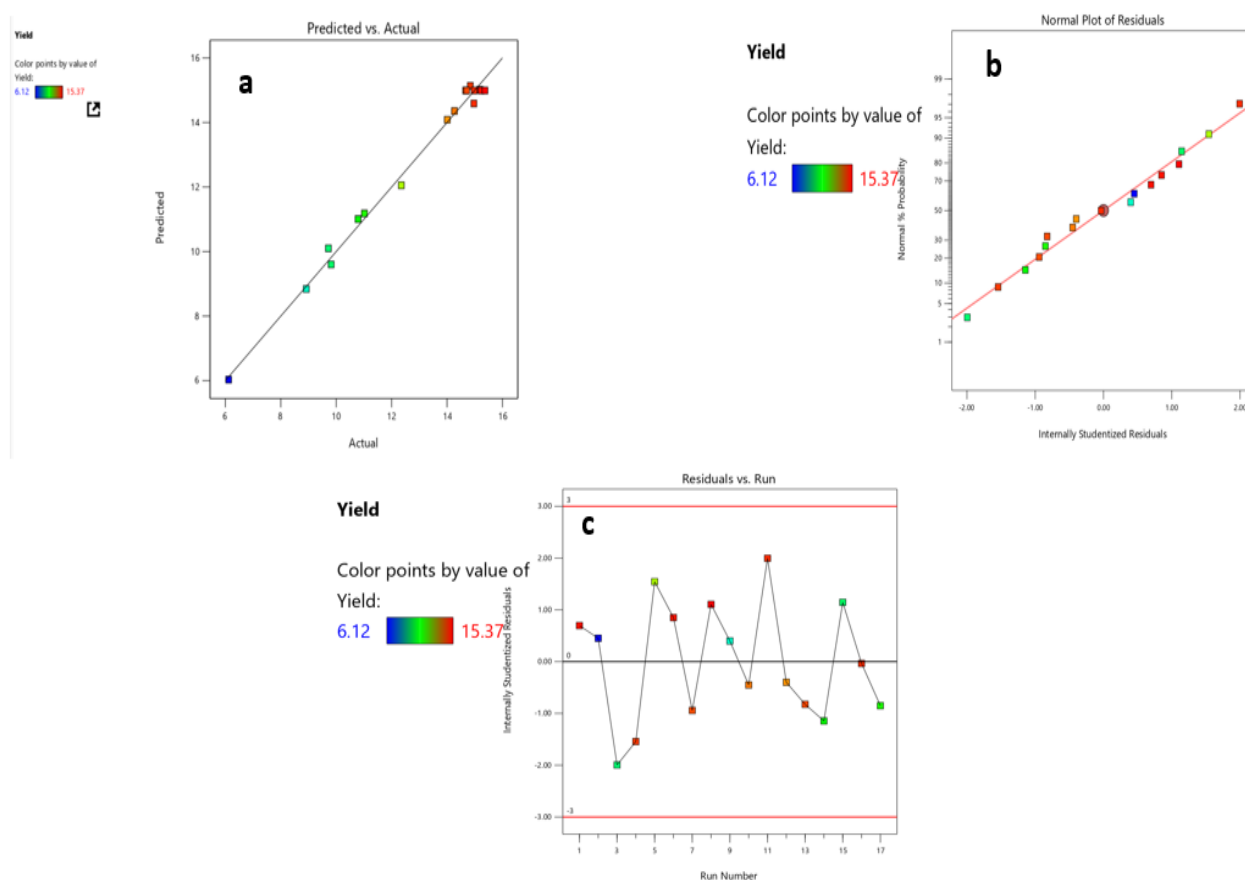 Yield
Color points by value of
Yield:
6.12 15.37
Predicted vs. Actual
a
Predicted
16
14
12
10
8
6
6 8 10 12 14 16
Actual
Yield
Color points by value of
Yield:
6.12 15.37
Normal Plot of Residuals
b
Normal % Probability
99
95
90
80
70
50
30
20
10
5
1
-2.00 -1.00 0.00 1.00 2.00
Internally Studentized Residuals
Yield
Color points by value of
Yield:
6.12 15.37
Residuals vs. Run
c
Internally Studentized Residuals
3
3.00
2.00
1.00
0
0.00
-1.00
-2.00
-3
-3.00
1 3 5 7 9 11 13 15 17
Run Number